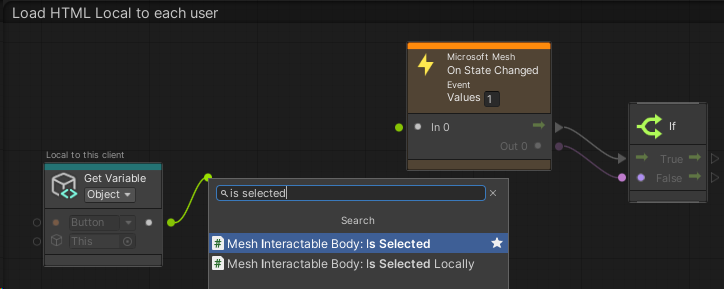 Load HTML Local to each user
Microsoft Mesh
On State Changed
Event
Values 1
In 0
Out 0
If
True
False
Local to this client
Get Variable
Object
Button
This
is selected
Search
Mesh Interactable Body: Is Selected
Mesh Interactable Body: Is Selected Locally